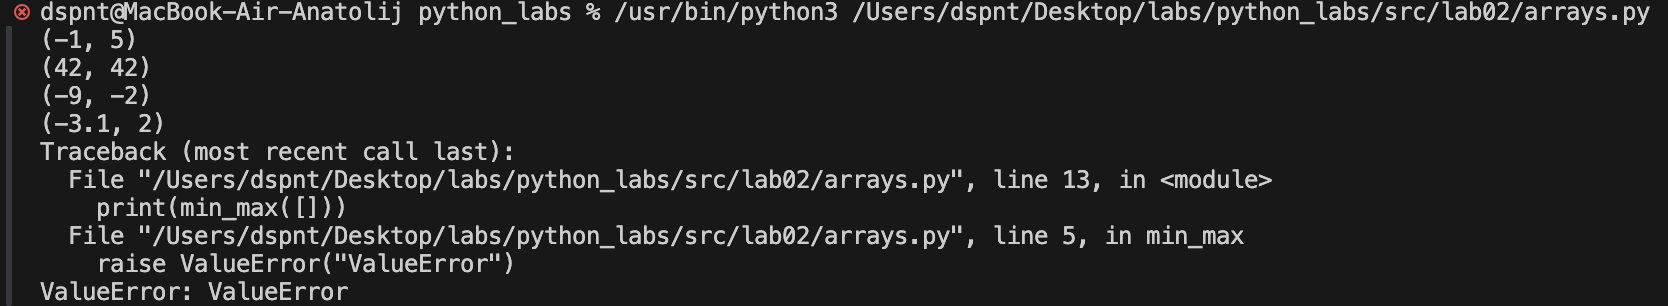 dspnt@MacBook-Air-Anatolij python_labs % /usr/bin/python3 /Users/dspnt/Desktop/labs/python_labs/src/lab02/arrays.py
(-1, 5)
(42, 42)
(-9, -2)
(-3.1, 2)
Traceback (most recent call last):
  File "/Users/dspnt/Desktop/labs/python_labs/src/lab02/arrays.py", line 13, in <module>
    print(min_max([]))
  File "/Users/dspnt/Desktop/labs/python_labs/src/lab02/arrays.py", line 5, in min_max
    raise ValueError("ValueError")
ValueError: ValueError